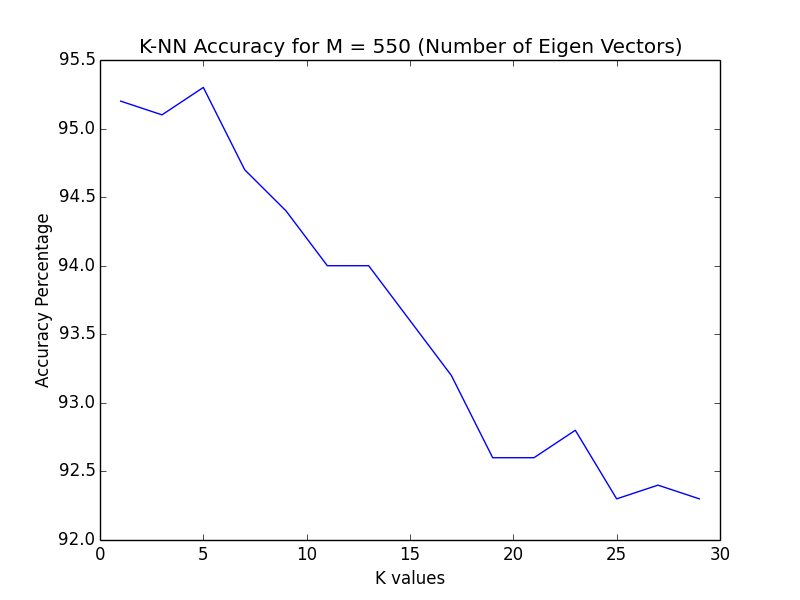 K-NN Accuracy for M = 550 (Number of Eigen Vectors)
95.5
95.0
94.5
94.0
93.5
93.0
92.5
92.0
Accuracy Percentage
0 5 10 15 20 25 30
K values